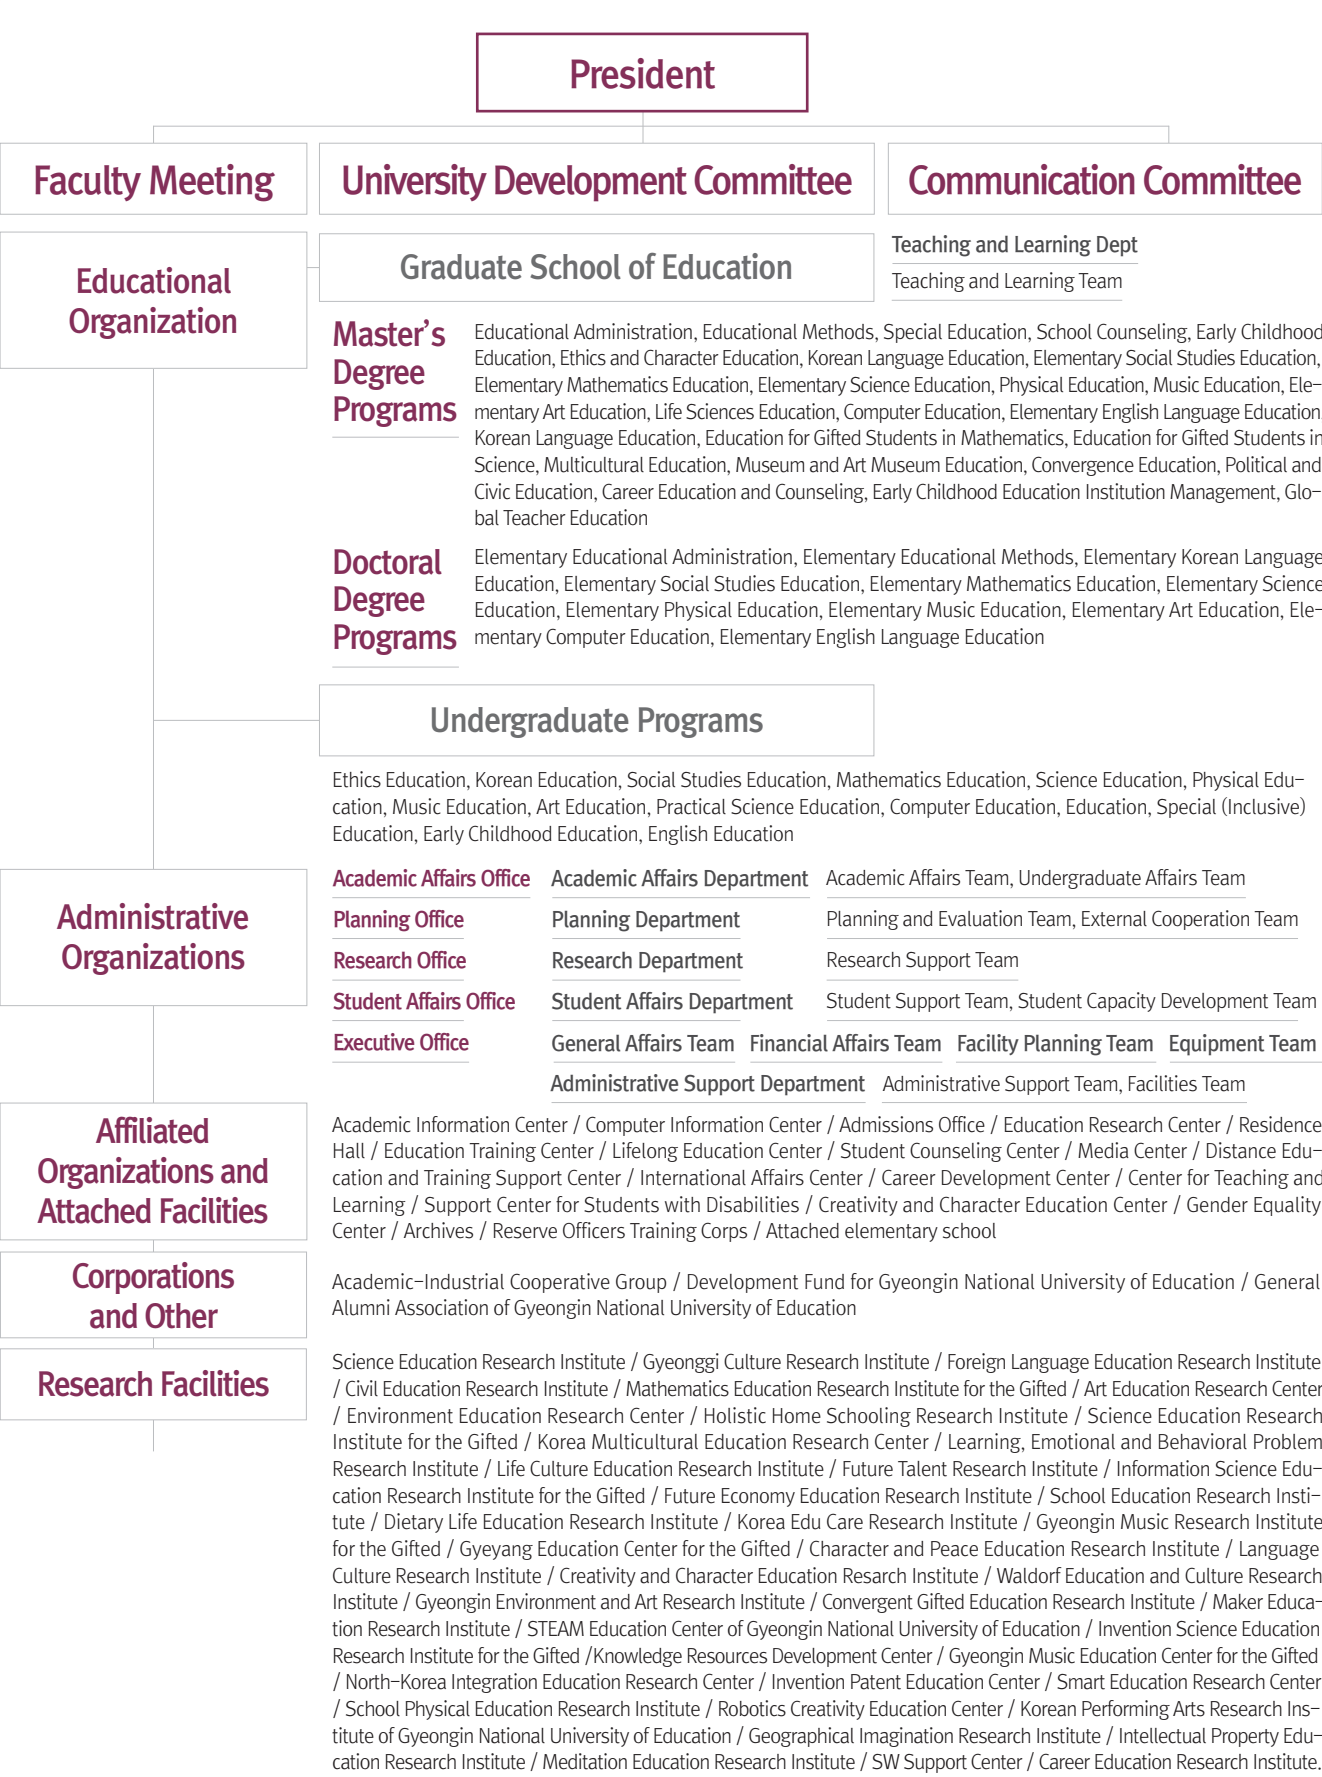 President
Faculty Meeting
University Development Committee
Communication Committee
Educational
Organization
Graduate School of Education
Teaching and Learning Dept
Teaching and Learning Team
Master's
Degree
Programs
Educational Administration, Educational Methods, Special Education, School Counseling, Early Childhood
Education, Ethics and Character Education, Korean Language Education, Elementary Social Studies Education,
Elementary Mathematics Education, Elementary Science Education, Physical Education, Music Education, Ele-
mentary Art Education, Life Sciences Education, Computer Education, Elementary English Language Education,
Korean Language Education, Education for Gifted Students in Mathematics, Education for Gifted Students in
Science, Multicultural Education, Museum and Art Museum Education, Convergence Education, Political and
Civic Education, Career Education and Counseling, Early Childhood Education Institution Management, Glo-
bal Teacher Education
Doctoral
Degree
Programs
Elementary Educational Administration, Elementary Educational Methods, Elementary Korean Language
Education, Elementary Social Studies Education, Elementary Mathematics Education, Elementary Science
Education, Elementary Physical Education, Elementary Music Education, Elementary Art Education, Ele-
mentary Computer Education, Elementary English Language Education
Undergraduate Programs
Ethics Education, Korean Education, Social Studies Education, Mathematics Education, Science Education, Physical Edu-
cation, Music Education, Art Education, Practical Science Education, Computer Education, Education, Special (Inclusive)
Education, Early Childhood Education, English Education
Administrative
Organizations
Academic Affairs Office Academic Affairs Department Academic Affairs Team, Undergraduate Affairs Team
Planning Office Planning Department Planning and Evaluation Team, External Cooperation Team
Research Office Research Department Research Support Team
Student Affairs Office Student Affairs Department Student Support Team, Student Capacity Development Team
Executive Office General Affairs Team Financial Affairs Team Facility Planning Team Equipment Team
Administrative Support Department Administrative Support Team, Facilities Team
Affiliated
Organizations and
Attached Facilities
Academic Information Center / Computer Information Center / Admissions Office / Education Research Center / Residence
Hall / Education Training Center / Lifelong Education Center / Student Counseling Center / Media Center / Distance Edu-
cation and Training Support Center / International Affairs Center / Career Development Center / Center for Teaching and
Learning / Support Center for Students with Disabilities / Creativity and Character Education Center / Gender Equality
Center / Archives / Reserve Officers Training Corps / Attached elementary school
Corporations
and Other
Academic-Industrial Cooperative Group / Development Fund for Gyeongin National University of Education / General
Alumni Association of Gyeongin National University of Education
Research Facilities
Science Education Research Institute / Gyeonggi Culture Research Institute / Foreign Language Education Research Institute
/ Civil Education Research Institute / Mathematics Education Research Institute for the Gifted / Art Education Research Center
/ Environment Education Research Center / Holistic Home Schooling Research Institute / Science Education Research
Institute for the Gifted / Korea Multicultural Education Research Center / Learning, Emotional and Behavioral Problem
Research Institute / Life Culture Education Research Institute / Future Talent Research Institute / Information Science Edu-
cation Research Institute for the Gifted / Future Economy Education Research Institute / School Education Research Insti-
tute / Dietary Life Education Research Institute / Korea Edu Care Research Institute / Gyeongin Music Research Institute
for the Gifted / Gyeyang Education Center for the Gifted / Character and Peace Education Research Institute / Language
Culture Research Institute / Creativity and Character Education Resarch Institute / Waldorf Education and Culture Research
Institute / Gyeongin Environment and Art Research Institute / Convergent Gifted Education Research Institute / Maker Educa-
tion Research Institute / STEAM Education Center of Gyeongin National University of Education / Invention Science Education
Research Institute for the Gifted /Knowledge Resources Development Center / Gyeongin Music Education Center for the Gifted
/ North-Korea Integration Education Research Center / Invention Patent Education Center / Smart Education Research Center
/ School Physical Education Research Institute / Robotics Creativity Education Center / Korean Performing Arts Research Ins-
titute of Gyeongin National University of Education / Geographical Imagination Research Institute / Intellectual Property Edu-
cation Research Institute / Meditation Education Research Institute / SW Support Center / Career Education Research Institute.